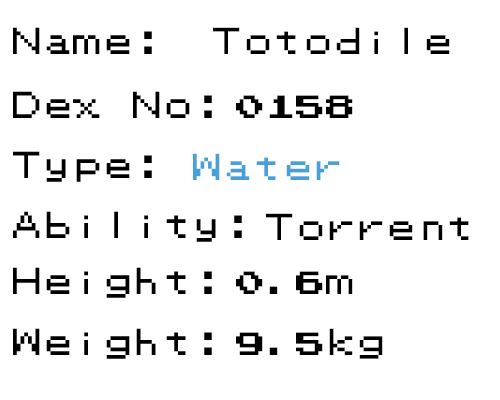 Name: Totodile
Dex No: 0158
Type: Water
Ability: Torrent
Height: 0.6m
Weight: 9.5kg